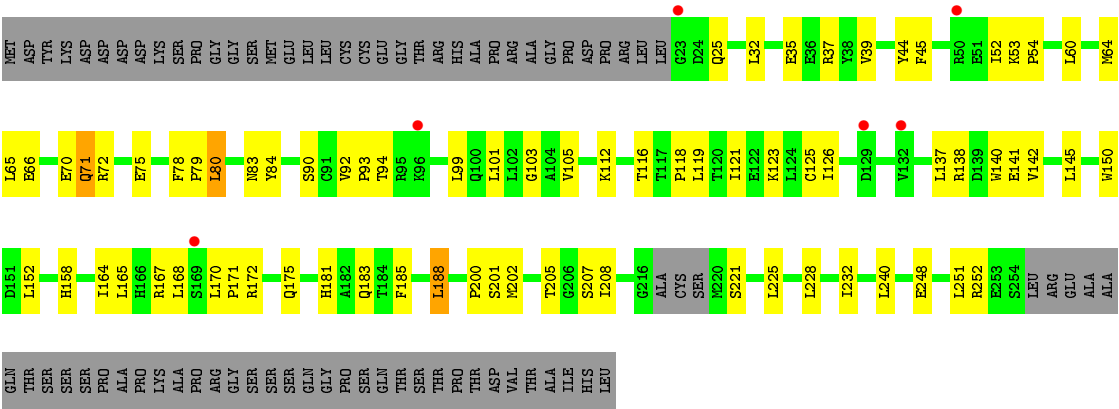 MET ASP TYR LYS ASP ASP ASP ASP LYS SER PRO GLY GLY SER MET GLU LEU LEU CYS CYS GLU GLY THR ARG HIS ALA PRO ARG ALA GLY PRO ASP PRO ARG LEU LEU G23 D24 Q25 L32 E35 E36 R37 Y38 V39 Y44 F45 R50 E51 I52 K53 P54 L60 M64
L65 E66 E70 Q71 R72 E75 F78 P79 L80 N83 Y84 S90 C91 V92 P93 T94 R95 K96 L99 Q100 L101 L102 G103 A104 V105 K112 T116 T117 P118 L119 T120 I121 E122 K123 L124 C125 I126 D129 V132 L137 R138 D139 W140 E141 V142 L145 W150
D151 L152 H158 I164 L165 H166 R167 L168 S169 L170 P171 R172 Q175 H181 A182 Q183 T184 F185 L188 P200 S201 M202 T205 G206 S207 I208 G216 ALA CYS SER M220 S221 L225 L228 I232 L240 E248 L251 R252 E253 S254 LEU ARG GLU ALA ALA
GLN THR SER SER SER PRO ALA PRO LYS ALA PRO ARG GLY SER SER SER GLN GLY PRO SER GLN THR SER THR PRO THR ASP VAL THR ALA ILE HIS LEU